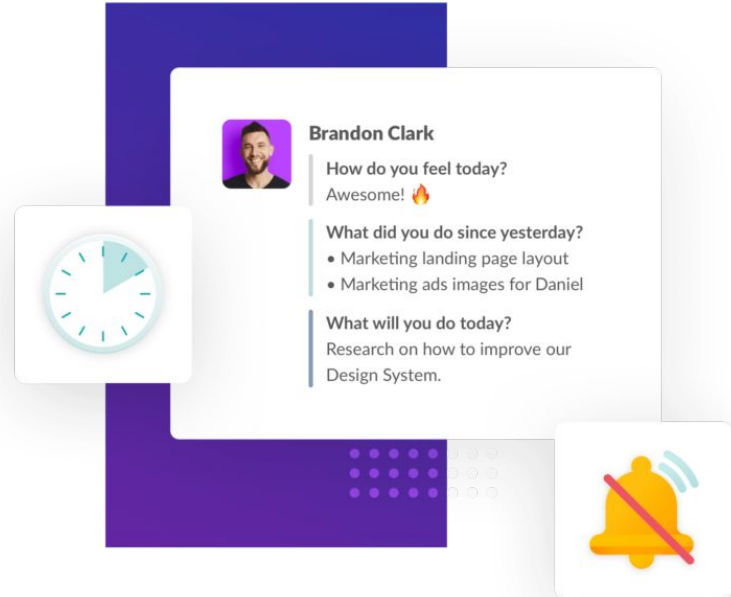 Brandon Clark
How do you feel today?
Awesome! 🔥
What did you do since yesterday?
• Marketing landing page layout
• Marketing ads images for Daniel
What will you do today?
Research on how to improve our
Design System.